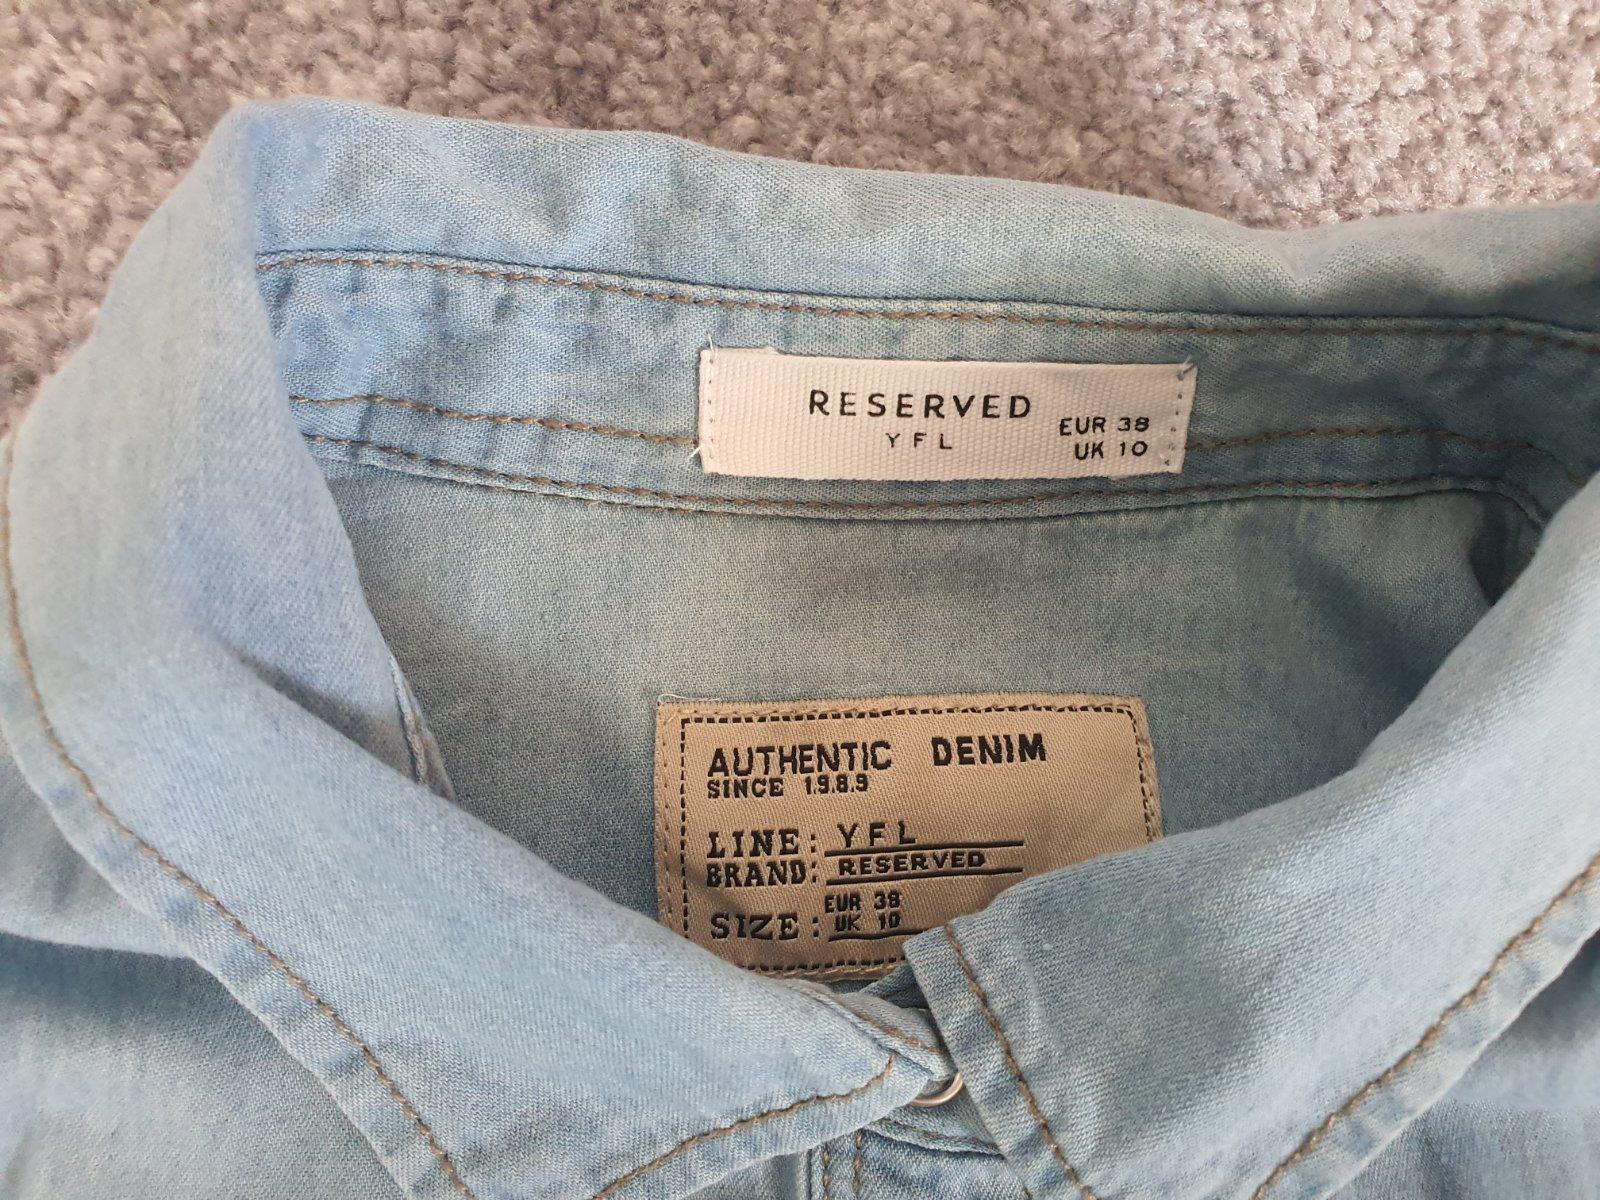 RESERVED
YFL
EUR 38
UK 10
AUTHENTIC DENIM
SINCE 1.9.8.9
LINE: YFL
BRAND: RESERVED
EUR 38
SIZE: UK 10